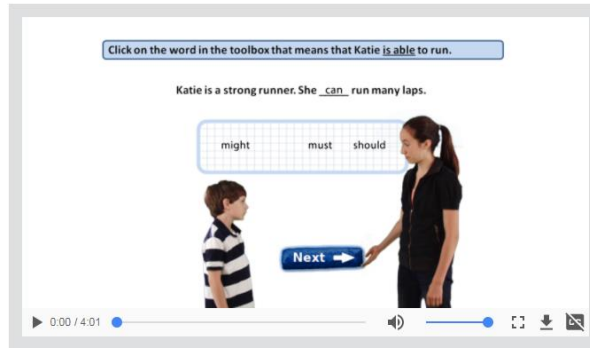 Click on the word in the toolbox that means that Katie is able to run.
Katie is a strong runner. She can run many laps.
might must should
Next
0:00 / 4:01